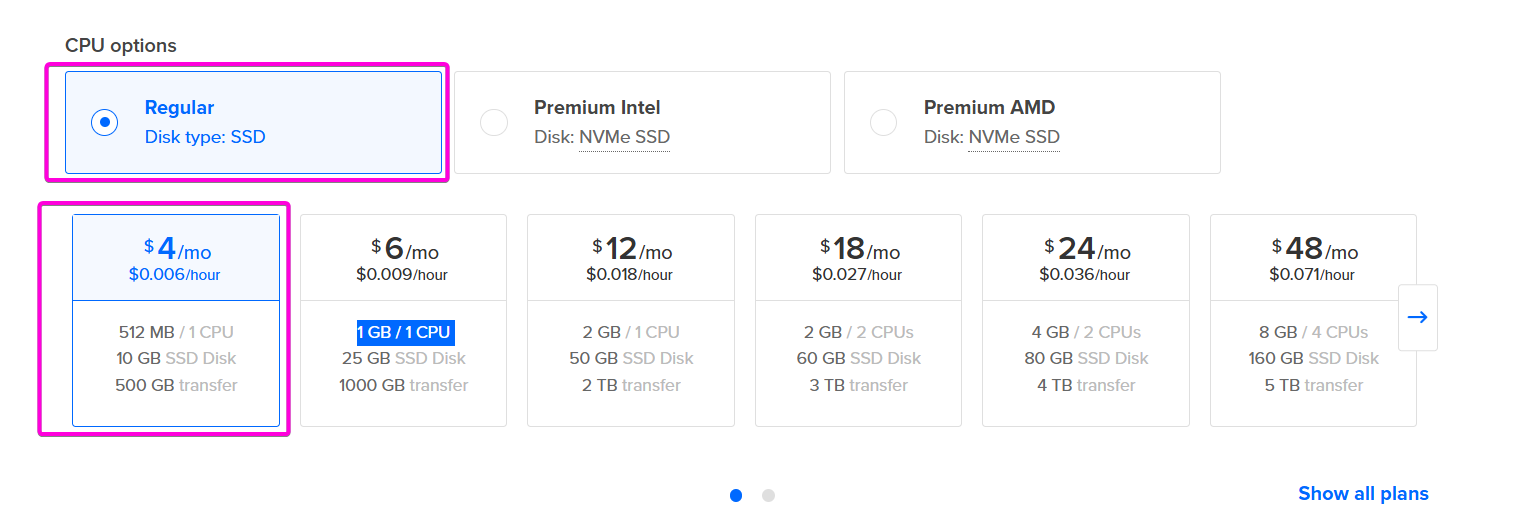 CPU options
Regular
Disk type: SSD
Premium Intel
Disk: NVMe SSD
Premium AMD
Disk: NVMe SSD
$4/mo
$0.006/hour
512 MB / 1 CPU
10 GB SSD Disk
500 GB transfer
$6/mo
$0.009/hour
1 GB / 1 CPU
25 GB SSD Disk
1000 GB transfer
$12/mo
$0.018/hour
2 GB / 1 CPU
50 GB SSD Disk
2 TB transfer
$18/mo
$0.027/hour
2 GB / 2 CPUs
60 GB SSD Disk
3 TB transfer
$24/mo
$0.036/hour
4 GB / 2 CPUs
80 GB SSD Disk
4 TB transfer
$48/mo
$0.071/hour
8 GB / 4 CPUs
160 GB SSD Disk
5 TB transfer
Show all plans